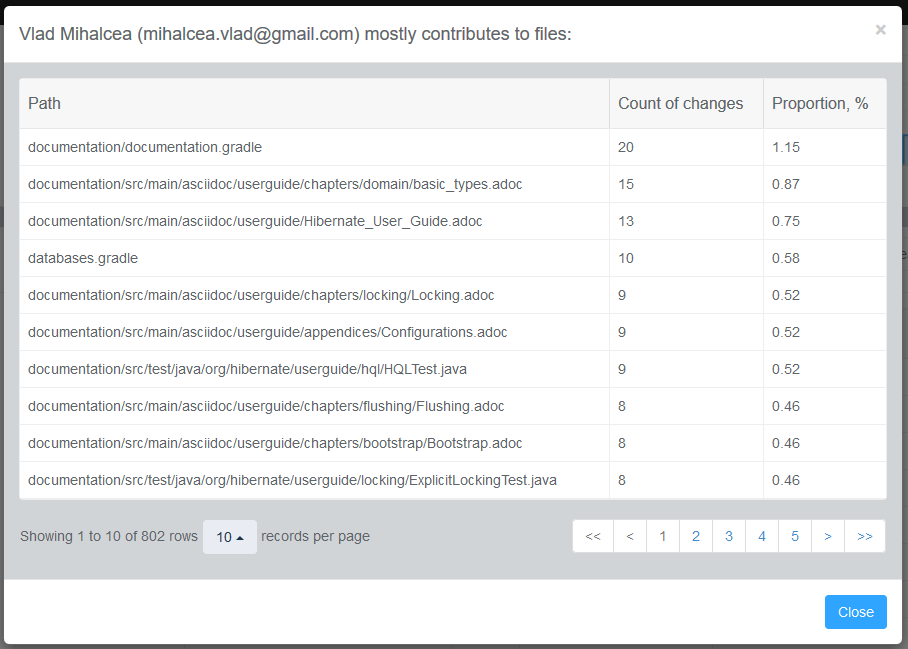 Vlad Mihalcea (mihalcea.vlad@gmail.com) mostly contributes to files: ×
Path Count of changes Proportion, %
documentation/documentation.gradle 20 1.15
documentation/src/main/asciidoc/userguide/chapters/domain/basic_types.adoc 15 0.87
documentation/src/main/asciidoc/userguide/Hibernate_User_Guide.adoc 13 0.75
databases.gradle 10 0.58
documentation/src/main/asciidoc/userguide/chapters/locking/Locking.adoc 9 0.52
documentation/src/main/asciidoc/userguide/appendices/Configurations.adoc 9 0.52
documentation/src/test/java/org/hibernate/userguide/hql/HQLTest.java 9 0.52
documentation/src/main/asciidoc/userguide/chapters/flushing/Flushing.adoc 8 0.46
documentation/src/main/asciidoc/userguide/chapters/bootstrap/Bootstrap.adoc 8 0.46
documentation/src/test/java/org/hibernate/userguide/locking/ExplicitLockingTest.java 8 0.46
Showing 1 to 10 of 802 rows 10 records per page << < 1 2 3 4 5 > >>
Close